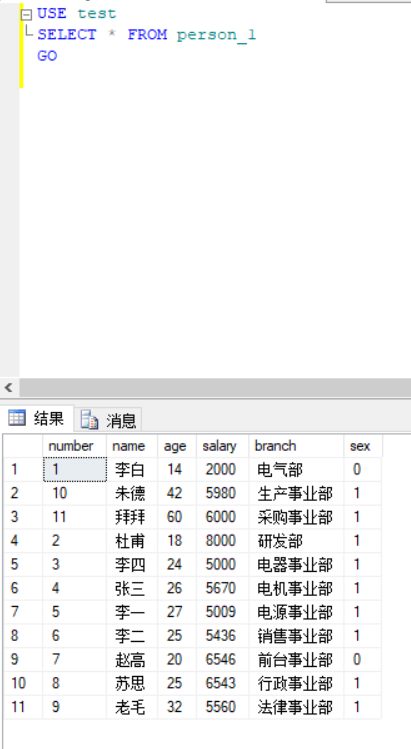 USE test
SELECT * FROM person_1
GO
结果 消息
number name age salary branch sex
1 1 李白 14 2000 电气部 0
2 10 朱德 42 5980 生产事业部 1
3 11 拜拜 60 6000 采购事业部 1
4 2 杜甫 18 8000 研发部 1
5 3 李四 24 5000 电器事业部 1
6 4 张三 26 5670 电机事业部 1
7 5 李一 27 5009 电源事业部 1
8 6 李二 25 5436 销售事业部 1
9 7 赵高 20 6546 前台事业部 0
10 8 苏思 25 6543 行政事业部 1
11 9 老毛 32 5560 法律事业部 1